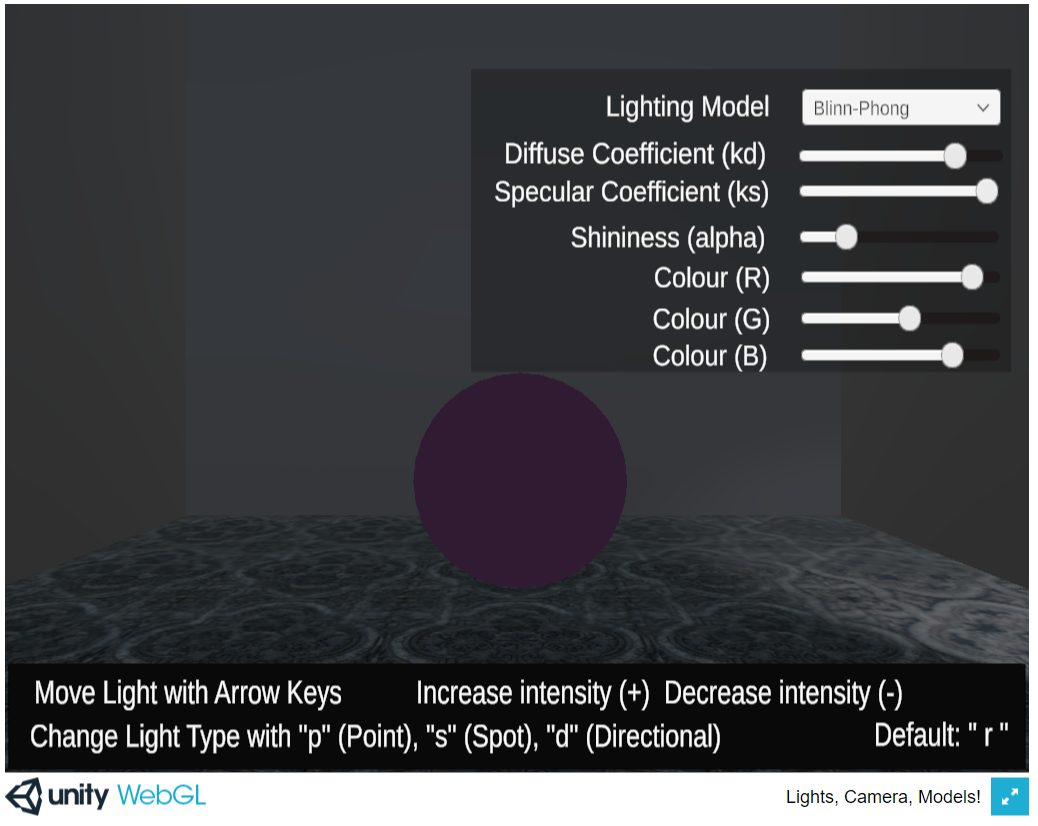 Lighting Model Blinn-Phong
Diffuse Coefficient (kd)
Specular Coefficient (ks)
Shininess (alpha)
Colour (R)
Colour (G)
Colour (B)
Move Light with Arrow Keys Increase intensity (+) Decrease intensity (-)
Change Light Type with "p" (Point), "s" (Spot), "d" (Directional) Default: " r "
unity WebGL Lights, Camera, Models!